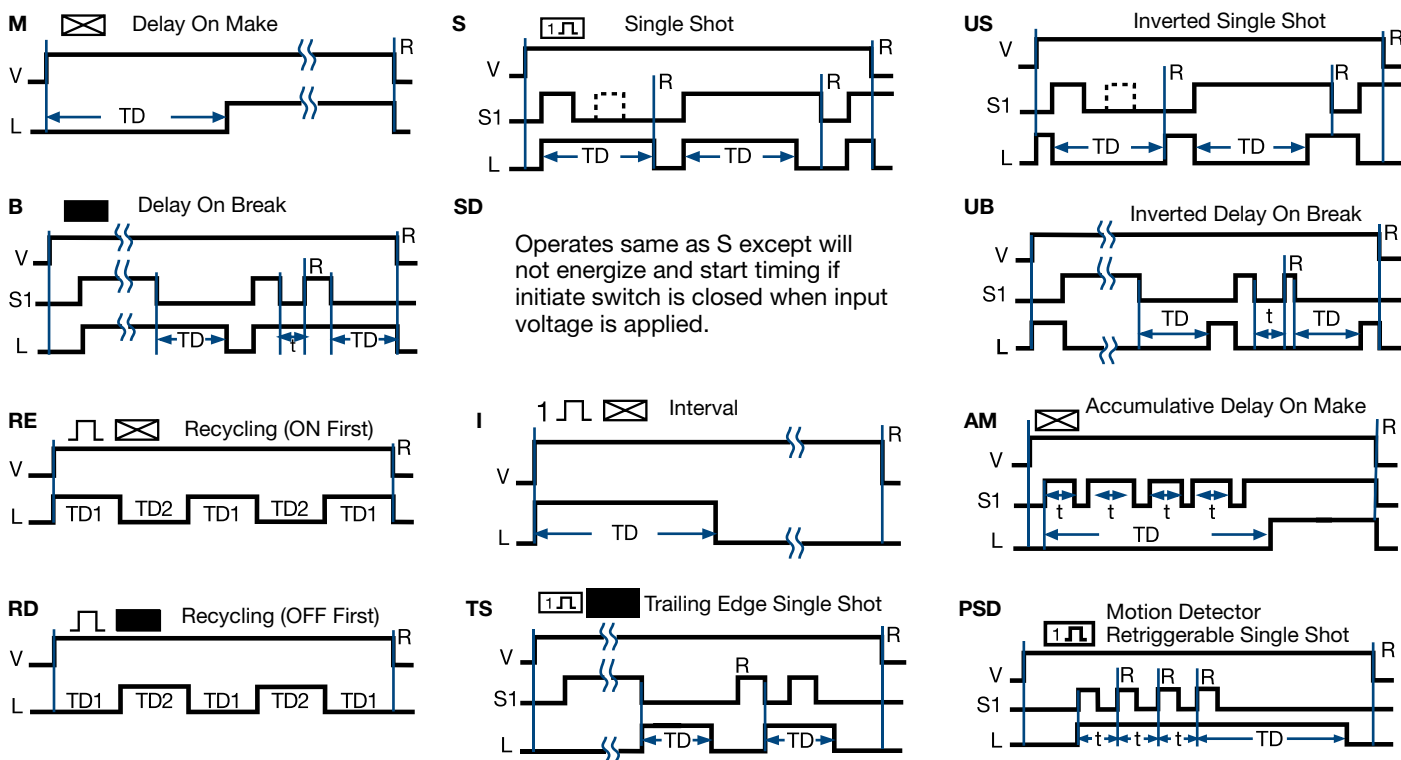 M Delay On Make
R
V
TD
L
S 1 Single Shot
R
V
R
S1
TD TD
L
US Inverted Single Shot
R
V
R R
S1
TD TD
L
B Delay On Break
R
V
R
S1
TD t TD
L
SD
Operates same as S except will
not energize and start timing if
initiate switch is closed when input
voltage is applied.
UB Inverted Delay On Break
R
V
R
S1
TD t TD
L
RE Recycling (ON First)
R
V
TD1 TD2 TD1 TD2 TD1
L
I 1 Interval
R
V
TD
L
AM Accumulative Delay On Make
R
V
S1
t t t t
TD
L
RD Recycling (OFF First)
R
V
TD1 TD2 TD1 TD2 TD1
L
TS 1 Trailing Edge Single Shot
R
V
R
S1
TD TD
L
PSD Motion Detector
1 Retriggerable Single Shot
R
V
R R R
S1
t t t TD
L